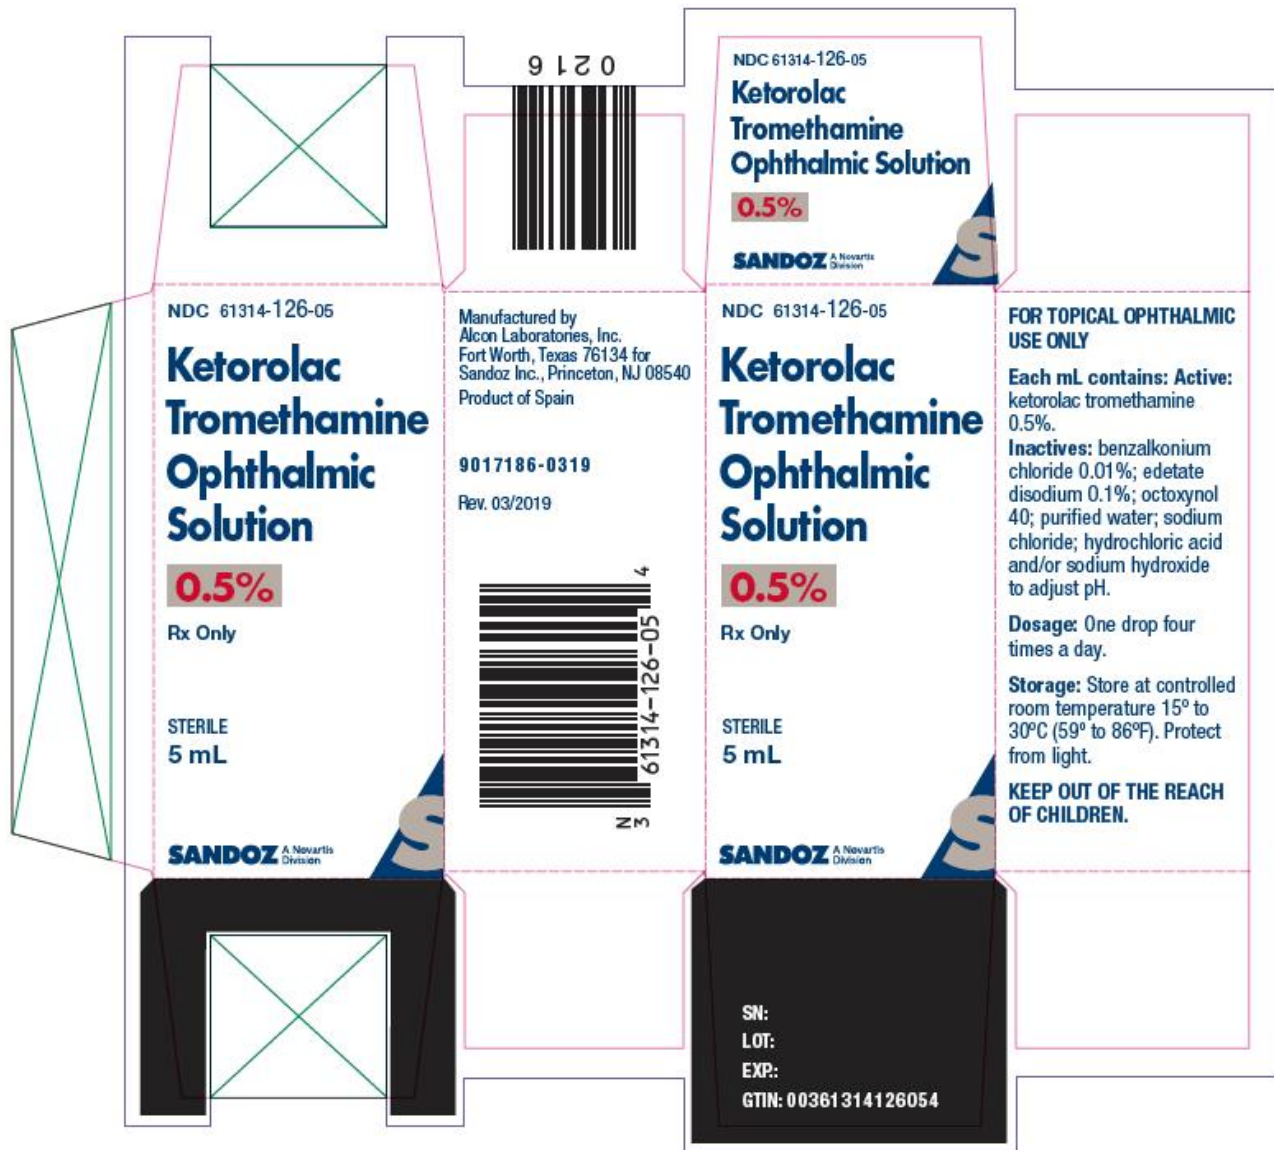 0216
NDC 61314-126-05
Ketorolac
Tromethamine
Ophthalmic Solution
0.5%
S
SANDOZ A Novartis
Division
NDC 61314-126-05
Ketorolac
Tromethamine
Ophthalmic
Solution
0.5%
Rx Only
STERILE
5 mL
SANDOZ A Novartis
Division
S
Manufactured by
Alcon Laboratories, Inc.
Fort Worth, Texas 76134 for
Sandoz Inc., Princeton, NJ 08540
Product of Spain
9017186-0319
Rev. 03/2019
N
3 61314-126-05 4
NDC 61314-126-05
Ketorolac
Tromethamine
Ophthalmic
Solution
0.5%
Rx Only
STERILE
5 mL
SANDOZ A Novartis
Division
S
FOR TOPICAL OPHTHALMIC
USE ONLY
Each mL contains: Active:
ketorolac tromethamine
0.5%.
Inactives: benzalkonium
chloride 0.01%; edetate
disodium 0.1%; octoxynol
40; purified water; sodium
chloride; hydrochloric acid
and/or sodium hydroxide
to adjust pH.
Dosage: One drop four
times a day.
Storage: Store at controlled
room temperature 15º to
30ºC (59º to 86ºF). Protect
from light.
KEEP OUT OF THE REACH
OF CHILDREN.
SN:
LOT:
EXP.:
GTIN: 00361314126054